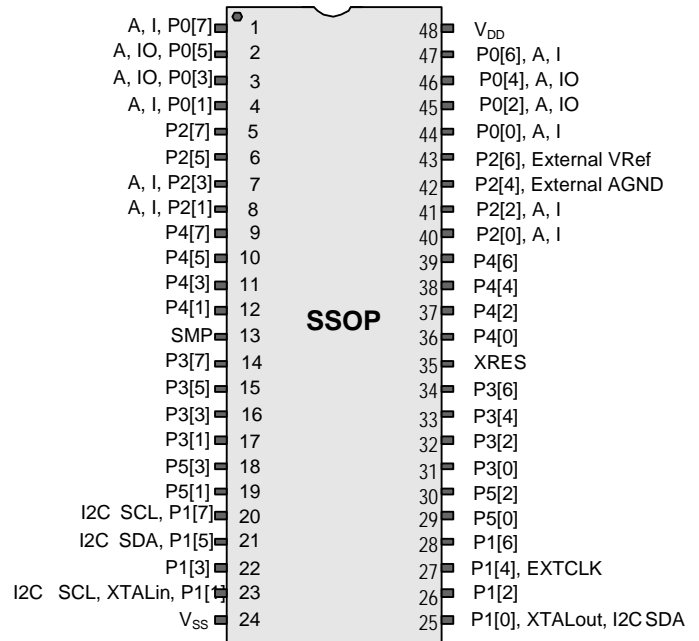 A, I, P0[7] 1 48 VDD
A, IO, P0[5] 2 47 P0[6], A, I
A, IO, P0[3] 3 46 P0[4], A, IO
A, I, P0[1] 4 45 P0[2], A, IO
P2[7] 5 44 P0[0], A, I
P2[5] 6 43 P2[6], External VRef
A, I, P2[3] 7 42 P2[4], External AGND
A, I, P2[1] 8 41 P2[2], A, I
P4[7] 9 40 P2[0], A, I
P4[5] 10 39 P4[6]
P4[3] 11 38 P4[4]
P4[1] 12 37 P4[2]
SSOP
SMP 13 36 P4[0]
P3[7] 14 35 XRES
P3[5] 15 34 P3[6]
P3[3] 16 33 P3[4]
P3[1] 17 32 P3[2]
P5[3] 18 31 P3[0]
P5[1] 19 30 P5[2]
I2C SCL, P1[7] 20 29 P5[0]
I2C SDA, P1[5] 21 28 P1[6]
P1[3] 22 27 P1[4], EXTCLK
I2C SCL, XTALin, P1[1] 23 26 P1[2]
VSS 24 25 P1[0], XTALout, I2C SDA